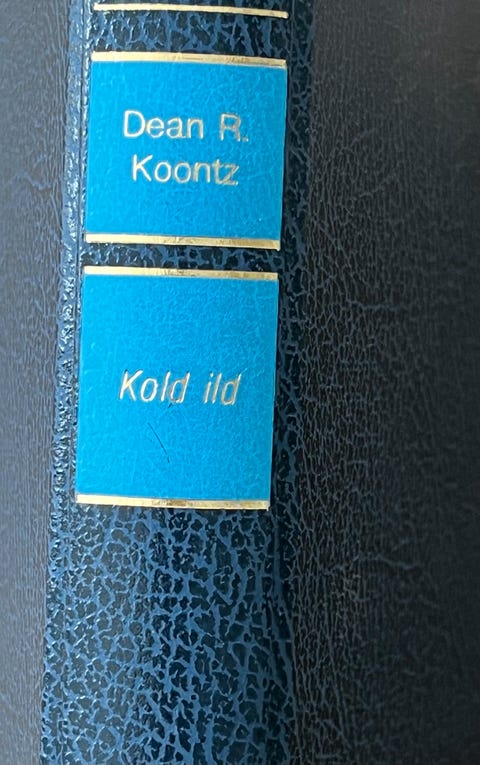 Dean R.
Koontz
Kold ild